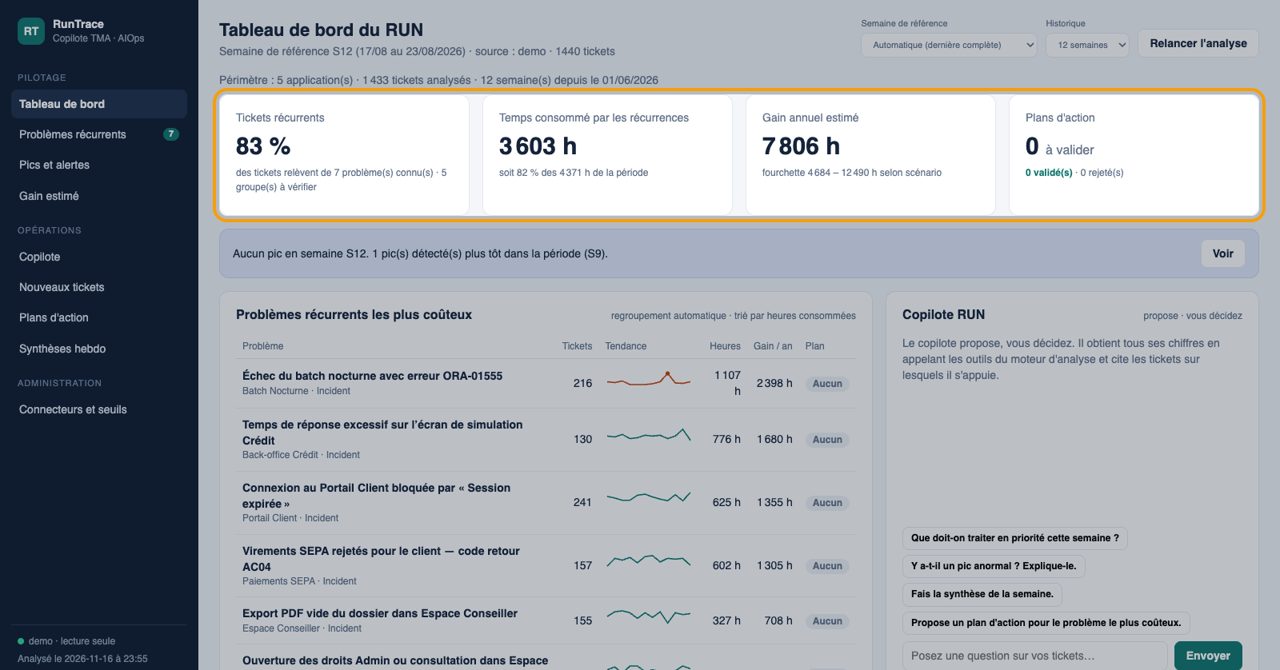 RT
RunTrace
Copilote TMA · AIOps
PILOTAGE
Tableau de bord
Problèmes récurrents
7
Pics et alertes
Gain estimé
OPÉRATIONS
Copilote
Nouveaux tickets
Plans d'action
Synthèses hebdo
ADMINISTRATION
Connecteurs et seuils
demo · lecture seule
Analysé le 2026-11-16 à 23:55
Tableau de bord du RUN
Semaine de référence S12 (17/08 au 23/08/2026) · source : demo · 1440 tickets
Semaine de référence
Automatique (dernière complète)
Historique
12 semaines
Relancer l'analyse
Périmètre : 5 application(s) · 1 433 tickets analysés · 12 semaine(s) depuis le 01/06/2026
Tickets récurrents
83 %
des tickets relèvent de 7 problème(s) connu(s) · 5
groupe(s) à vérifier
Temps consommé par les récurrences
3 603 h
soit 82 % des 4 371 h de la période
Gain annuel estimé
7 806 h
fourchette 4 684 – 12 490 h selon scénario
Plans d'action
0 à valider
0 validé(s) · 0 rejeté(s)
Aucun pic en semaine S12. 1 pic(s) détecté(s) plus tôt dans la période (S9).
Voir
Problèmes récurrents les plus coûteux
regroupement automatique · trié par heures consommées
Problème Tickets Tendance Heures Gain / an Plan
Échec du batch nocturne avec erreur ORA-01555
Batch Nocturne · Incident
216
1 107
h
2 398 h
Aucun
Temps de réponse excessif sur l'écran de simulation
Crédit
Back-office Crédit · Incident
130
776 h
1 680 h
Aucun
Connexion au Portail Client bloquée par « Session
expirée »
Portail Client · Incident
241
625 h
1 355 h
Aucun
Virements SEPA rejetés pour le client — code retour
AC04
Paiements SEPA · Incident
157
602 h
1 305 h
Aucun
Export PDF vide du dossier dans Espace Conseiller
Espace Conseiller · Incident
155
327 h
708 h
Aucun
Ouverture des droits Admin ou consultation dans Espace
Copilote RUN
propose · vous décidez
Le copilote propose, vous décidez. Il obtient tous ses chiffres en
appelant les outils du moteur d'analyse et cite les tickets sur
lesquels il s'appuie.
Que doit-on traiter en priorité cette semaine ?
Y a-t-il un pic anormal ? Explique-le.
Fais la synthèse de la semaine.
Propose un plan d'action pour le problème le plus coûteux.
Posez une question sur vos tickets…
Envoyer